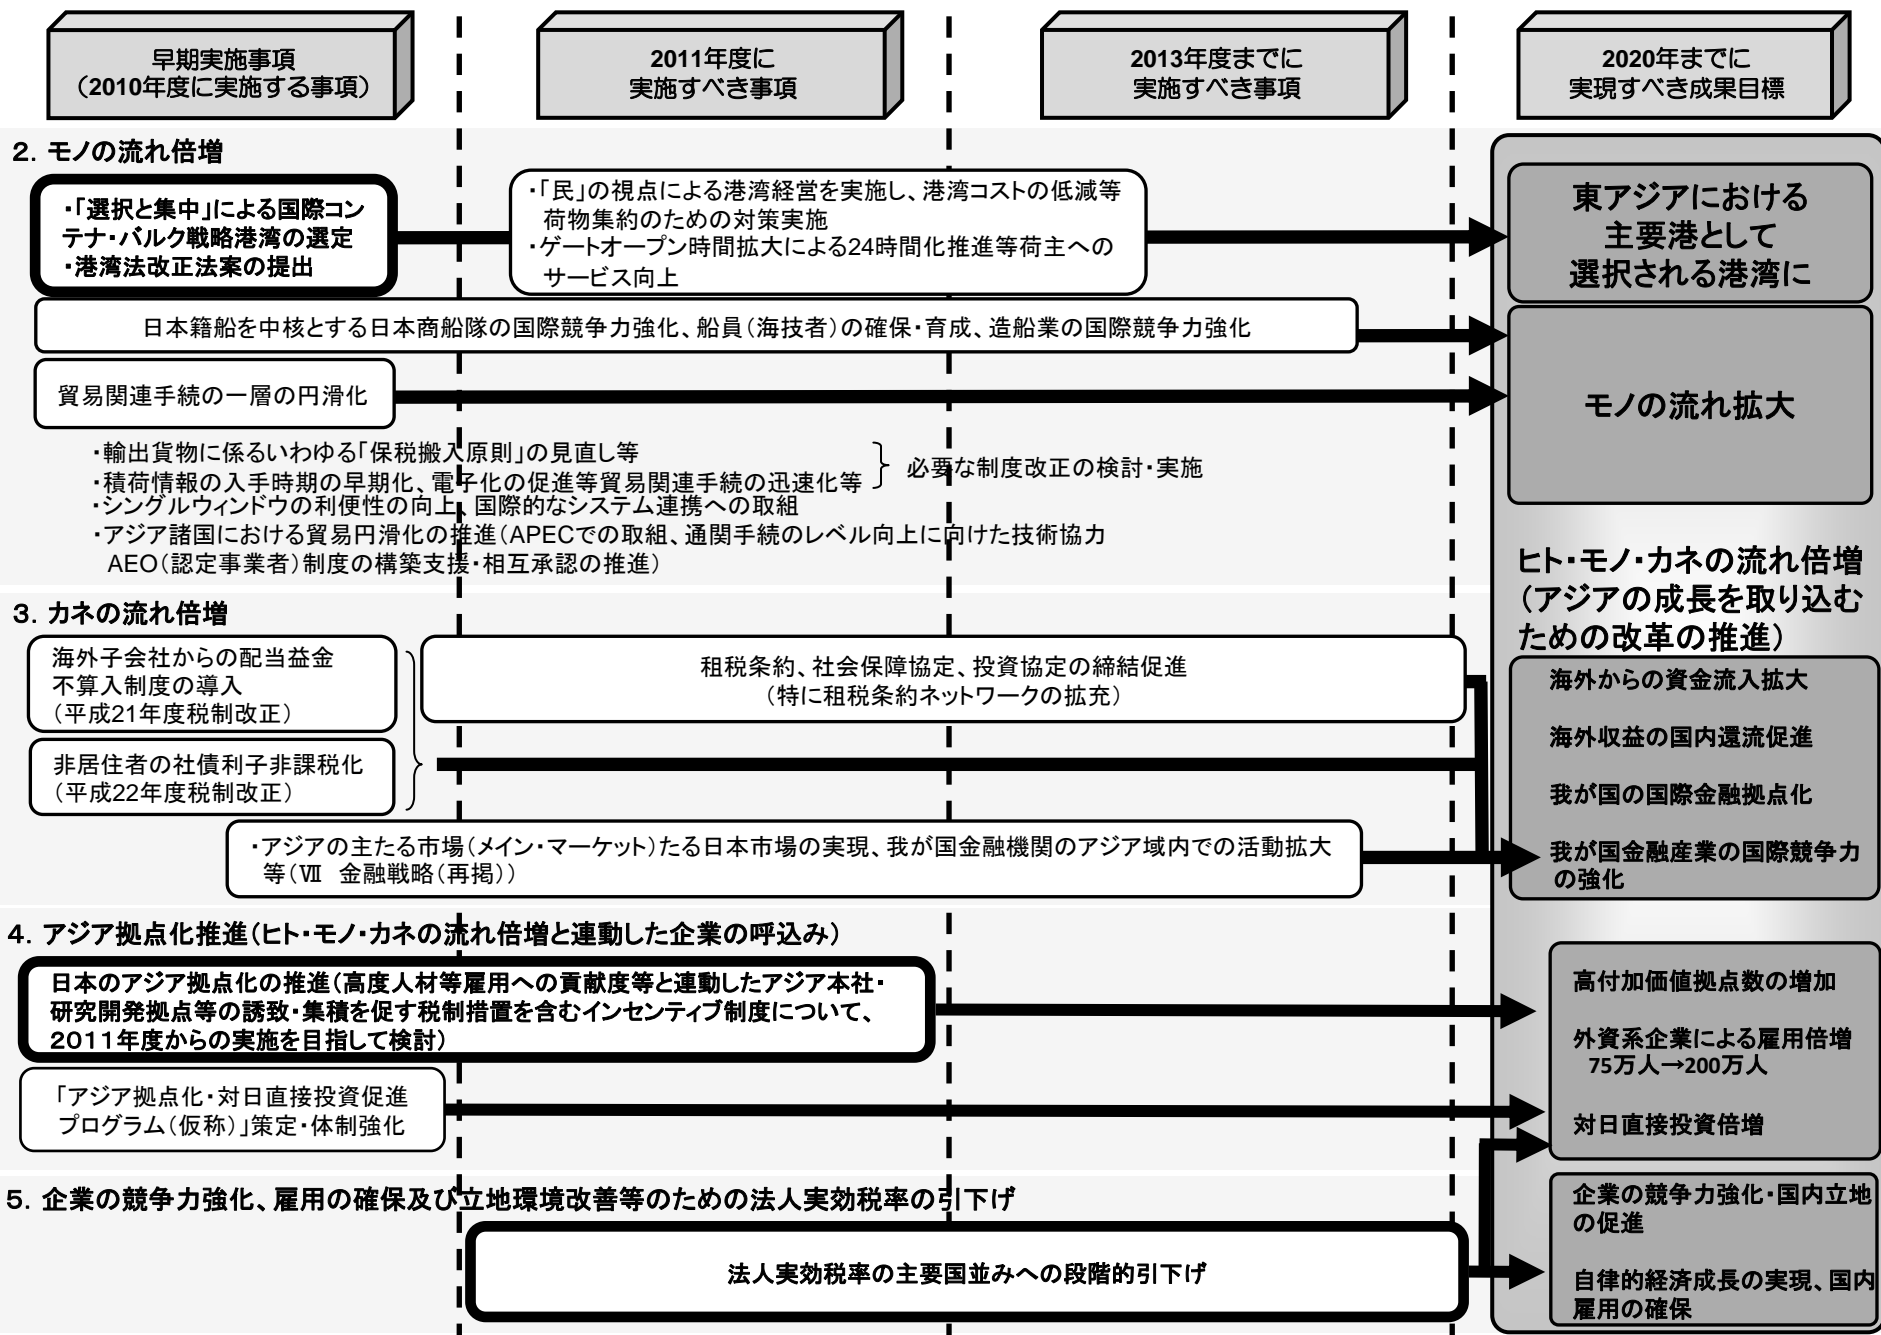 早期実施事項
（2010年度に実施する事項）
2011年度に
実施すべき事項
2013年度までに
実施すべき事項
2020年までに
実現すべき成果目標
２．モノの流れ倍増
・「選択と集中」による国際コン
テナ・バルク戦略港湾の選定
・港湾法改正法案の提出
・「民」の視点による港湾経営を実施し、港湾コストの低減等
荷物集約のための対策実施
・ゲートオープン時間拡大による24時間化推進等荷主への
サービス向上
東アジアにおける
主要港として
選択される港湾に
日本籍船を中核とする日本商船隊の国際競争力強化、船員（海技者）の確保・育成、造船業の国際競争力強化
貿易関連手続の一層の円滑化
モノの流れ拡大
・輸出貨物に係るいわゆる「保税搬入原則」の見直し等
・積荷情報の入手時期の早期化、電子化の促進等貿易関連手続の迅速化等
必要な制度改正の検討・実施
・シングルウィンドウの利便性の向上、国際的なシステム連携への取組
・アジア諸国における貿易円滑化の推進（APECでの取組、通関手続のレベル向上に向けた技術協力
AEO（認定事業者）制度の構築支援・相互承認の推進）
ヒト・モノ・カネの流れ倍増
（アジアの成長を取り込む
ための改革の推進）
３．カネの流れ倍増
海外子会社からの配当益金
不算入制度の導入
（平成21年度税制改正）
租税条約、社会保障協定、投資協定の締結促進
（特に租税条約ネットワークの拡充）
非居住者の社債利子非課税化
（平成22年度税制改正）
・アジアの主たる市場（メイン・マーケット）たる日本市場の実現、我が国金融機関のアジア域内での活動拡大
等（Ⅶ　金融戦略（再掲））
海外からの資金流入拡大
海外収益の国内還流促進
我が国の国際金融拠点化
我が国金融産業の国際競争力
の強化
４．アジア拠点化推進（ヒト・モノ・カネの流れ倍増と連動した企業の呼込み）
日本のアジア拠点化の推進（高度人材等雇用への貢献度等と連動したアジア本社・
研究開発拠点等の誘致・集積を促す税制措置を含むインセンティブ制度について、
２０１１年度からの実施を目指して検討）
「アジア拠点化・対日直接投資促進
プログラム（仮称）」策定・体制強化
高付加価値拠点数の増加
外資系企業による雇用倍増
75万人→200万人
対日直接投資倍増
５．企業の競争力強化、雇用の確保及び立地環境改善等のための法人実効税率の引下げ
法人実効税率の主要国並みへの段階的引下げ
企業の競争力強化・国内立地
の促進
自律的経済成長の実現、国内
雇用の確保